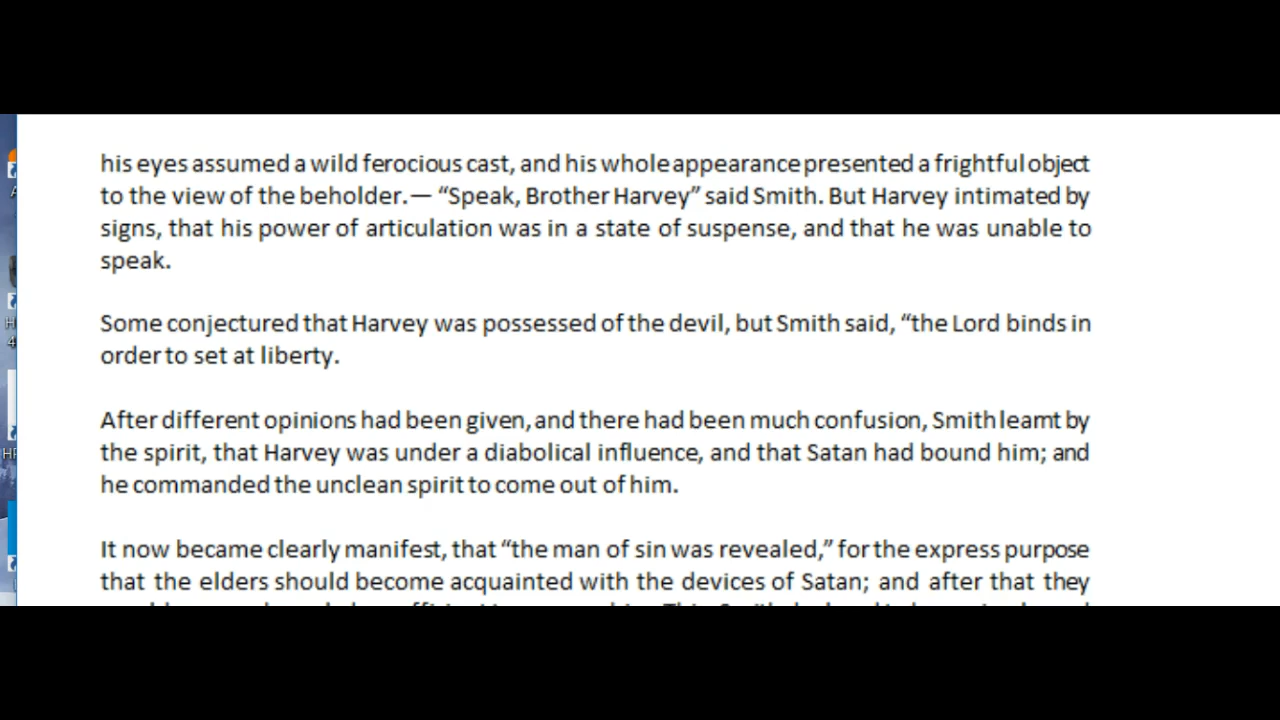 his eyes assumed a wild ferocious cast, and his whole appearance presented a frightful object
to the view of the beholder.— “Speak, Brother Harvey” said Smith. But Harvey intimated by
signs, that his power of articulation was in a state of suspense, and that he was unable to
speak.
Some conjectured that Harvey was possessed of the devil, but Smith said, “the Lord binds in
order to set at liberty.
After different opinions had been given, and there had been much confusion, Smith learnt by
the spirit, that Harvey was under a diabolical influence, and that Satan had bound him; and
he commanded the unclean spirit to come out of him.
It now became clearly manifest, that “the man of sin was revealed,” for the express purpose
that the elders should become acquainted with the devices of Satan; and after that they